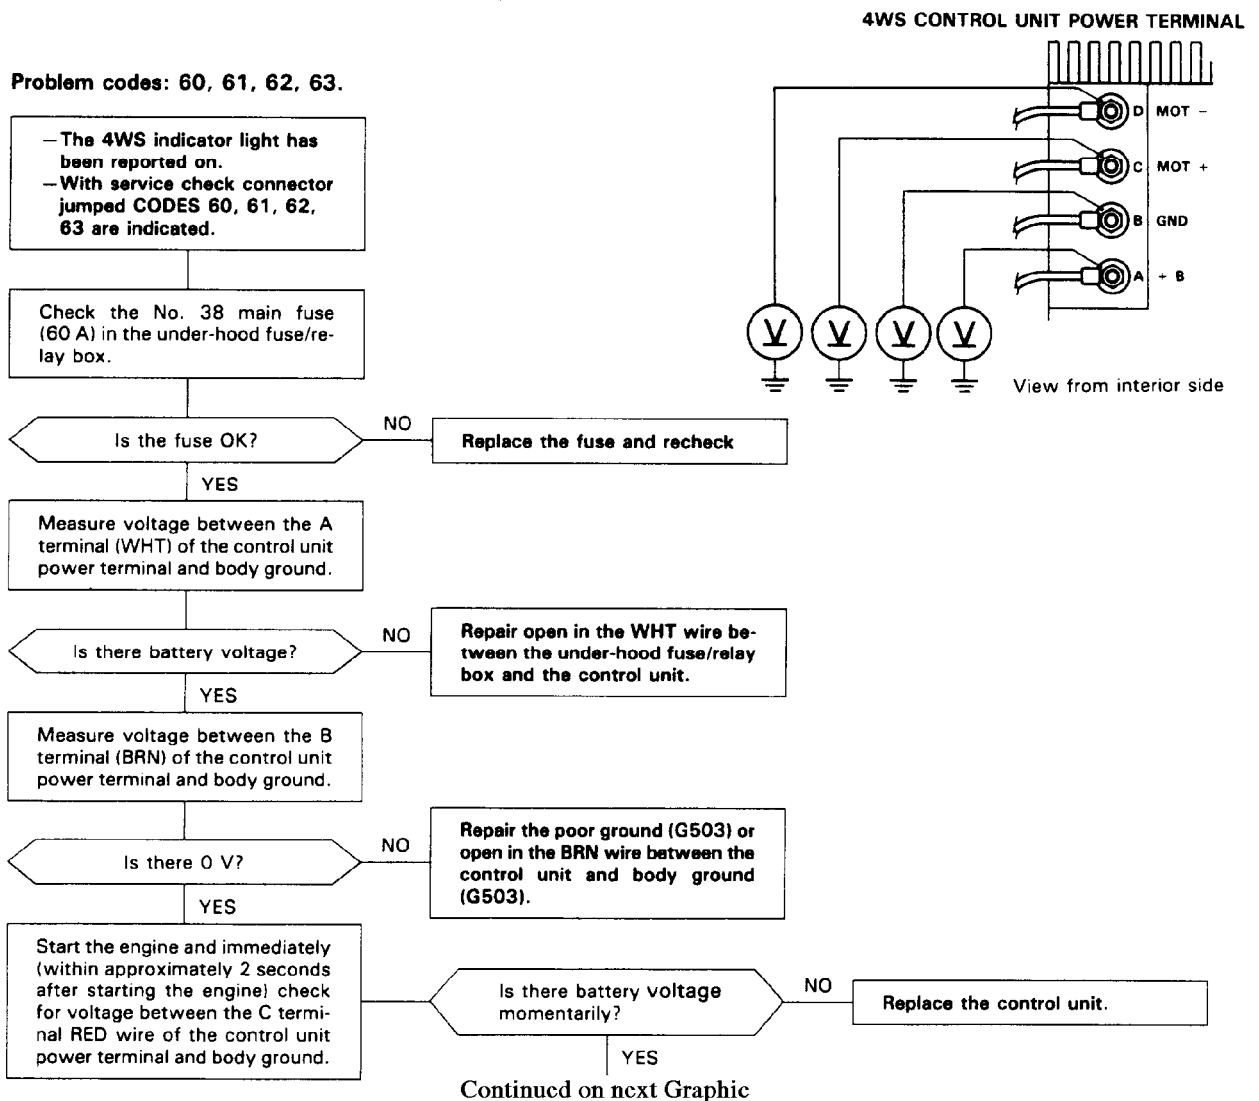 4WS CONTROL UNIT POWER TERMINAL
D MOT -
C MOT +
B GND
A + B
V V V V
View from interior side
Problem codes: 60, 61, 62, 63.
—The 4WS indicator light has
been reported on.
—With service check connector
jumped CODES 60, 61, 62,
63 are indicated.
Check the No. 38 main fuse
(60 A) in the under-hood fuse/re-
lay box.
Is the fuse OK?
NO
Replace the fuse and recheck
YES
Measure voltage between the A
terminal (WHT) of the control unit
power terminal and body ground.
Is there battery voltage?
NO
Repair open in the WHT wire be-
tween the under-hood fuse/relay
box and the control unit.
YES
Measure voltage between the B
terminal (BRN) of the control unit
power terminal and body ground.
Is there 0 V?
NO
Repair the poor ground (G503) or
open in the BRN wire between the
control unit and body ground
(G503).
YES
Start the engine and immediately
(within approximately 2 seconds
after starting the engine) check
for voltage between the C termi-
nal RED wire of the control unit
power terminal and body ground.
Is there battery voltage
momentarily?
NO
Replace the control unit.
YES
Continued on next Graphic